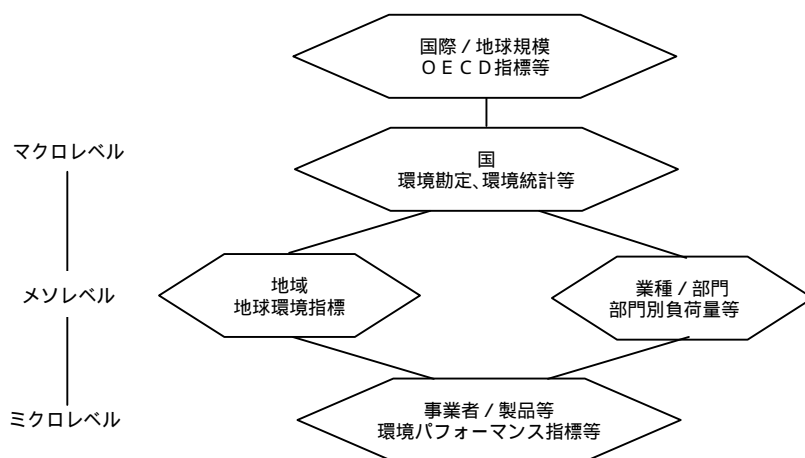 国際 / 地球規模
ＯＥＣＤ指標等
マクロレベル
国
環境勘定、環境統計等
メソレベル
地域
地球環境指標
業種 / 部門
部門別負荷量等
ミクロレベル
事業者 / 製品等
環境パフォーマンス指標等